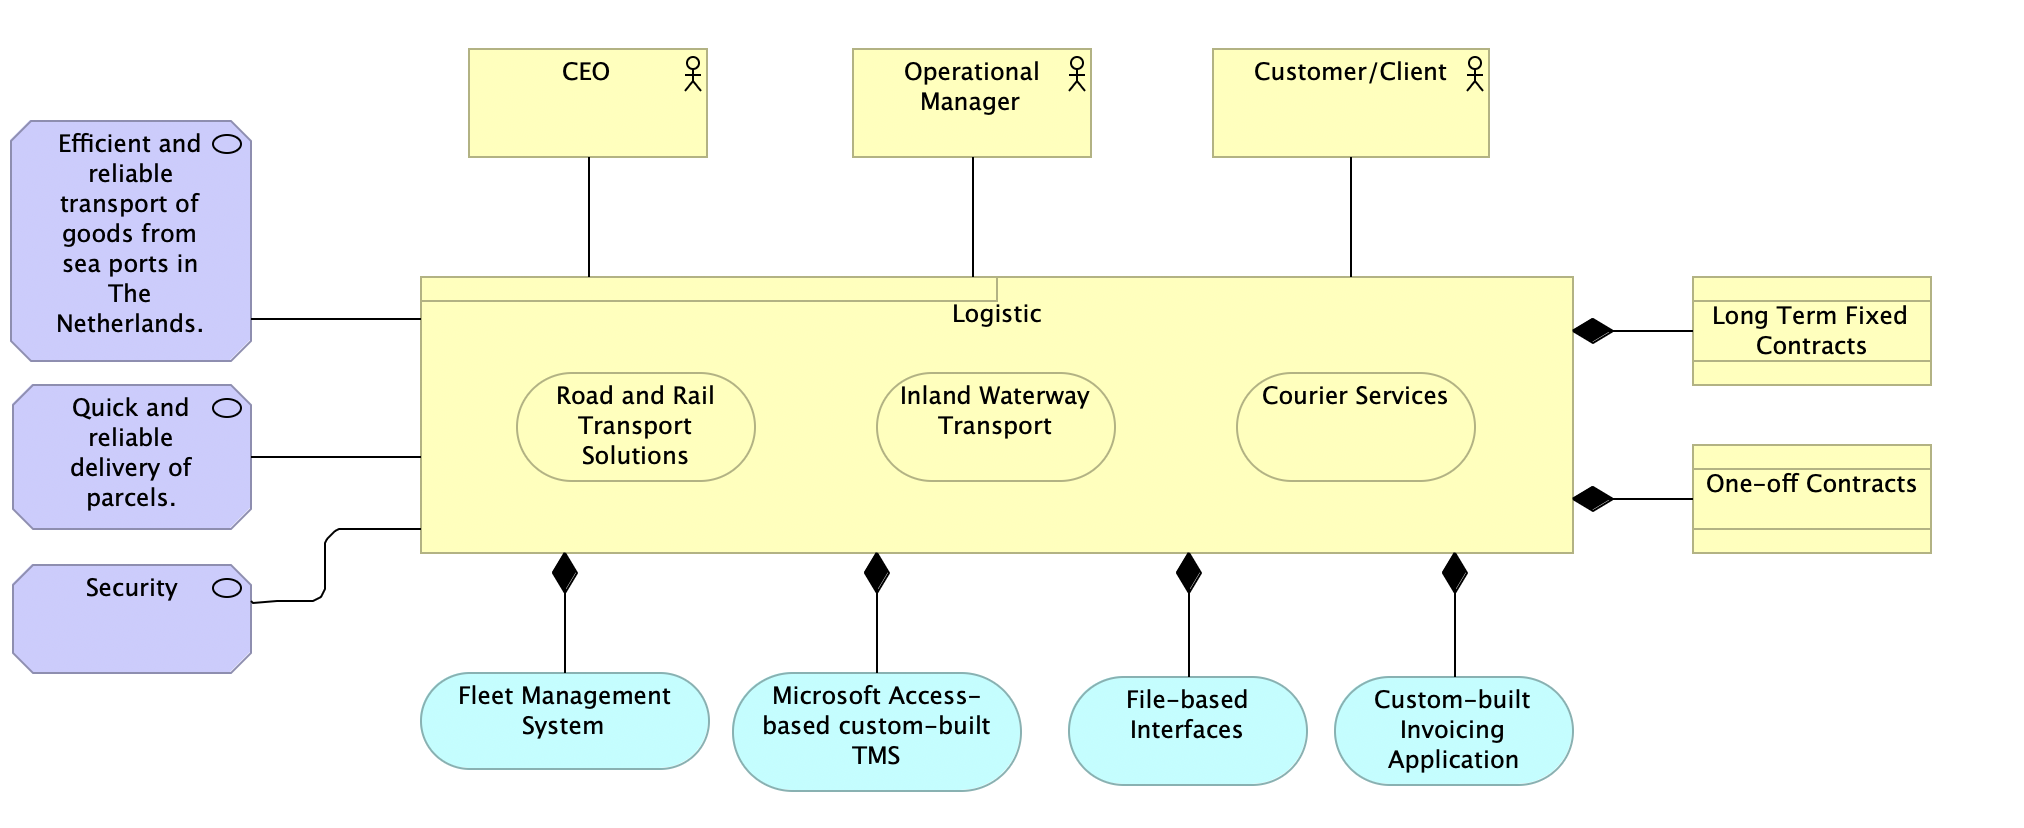 CEO
Operational
Manager
Customer/Client
Efficient and
reliable
transport of
goods from
sea ports in
The
Netherlands.
Quick and
reliable
delivery of
parcels.
Security
Logistic
Road and Rail
Transport
Solutions
Inland Waterway
Transport
Courier Services
Long Term Fixed
Contracts
One-off Contracts
Fleet Management
System
Microsoft Access-
based custom-built
TMS
File-based
Interfaces
Custom-built
Invoicing
Application